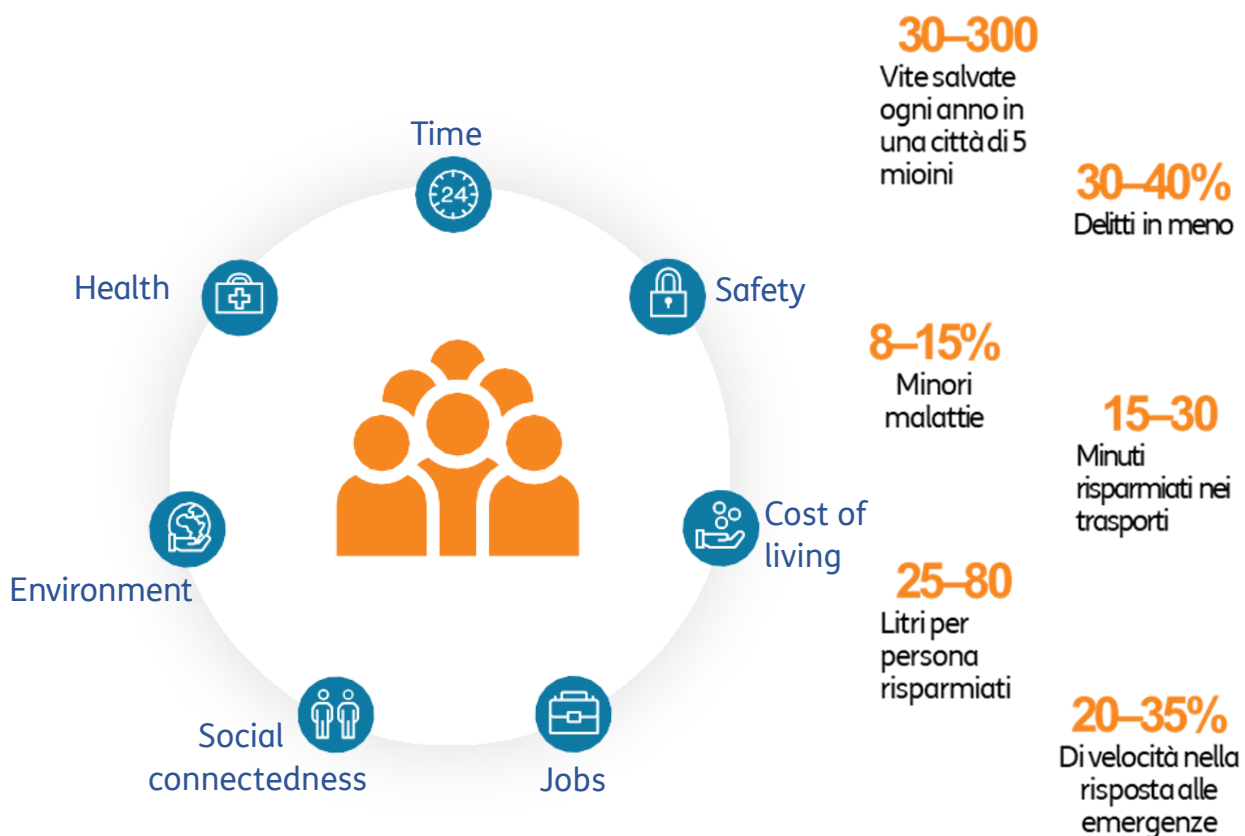 Time
24
Health
Safety
Cost of
living
Environment
Social
connectedness
Jobs
30–300
Vite salvate
ogni anno in
una città di 5
mioini
30–40%
Delitti in meno
8–15%
Minori
malattie
15–30
Minuti
risparmiati nei
trasporti
25–80
Litri per
persona
risparmiati
20–35%
Di velocità nella
risposta alle
emergenze